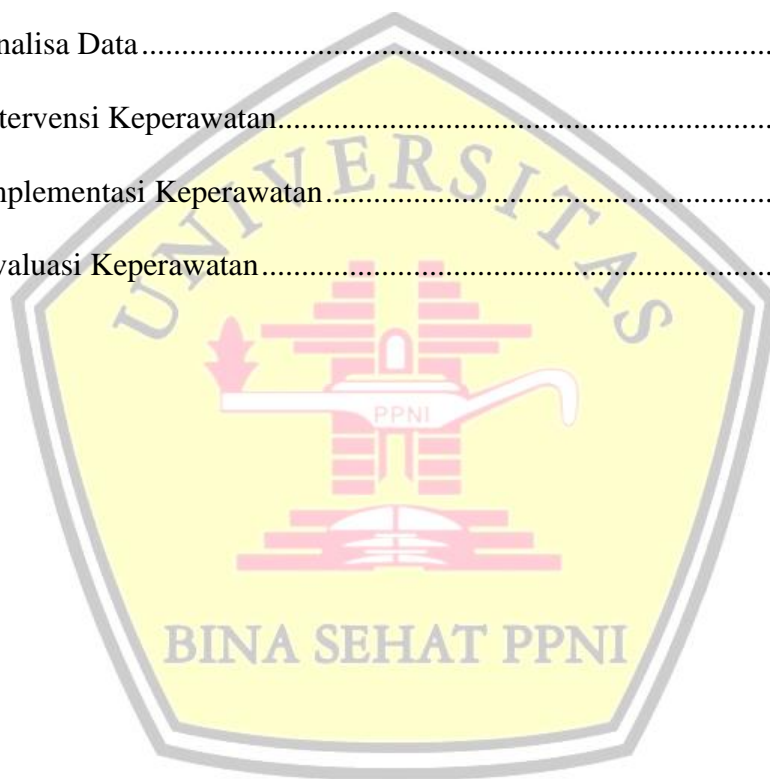 nalisa Data........................................................................
tervensi Keperawatan........................................................................
nplementasi Keperawatan........................................................................
valuasi Keperawatan........................................................................
UNIVERSITAS
PPNI
BINA SEHAT PPNI